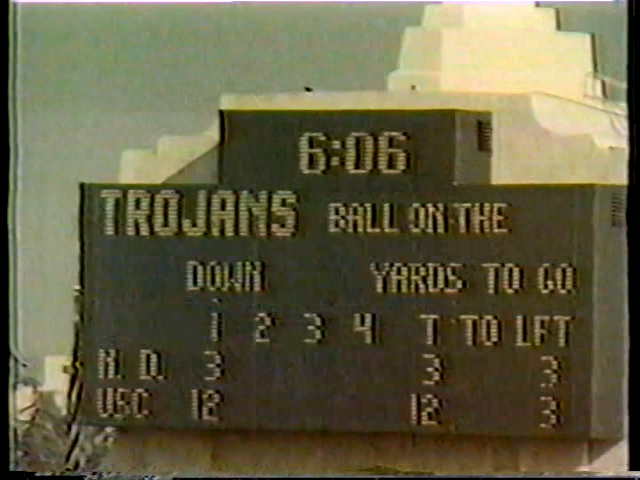 6:06
TROJANS BALL ON THE
DOWN YARDS TO GO
1 2 3 4 T TO LFT
N. D. 3 3 3
USC 12 12 3